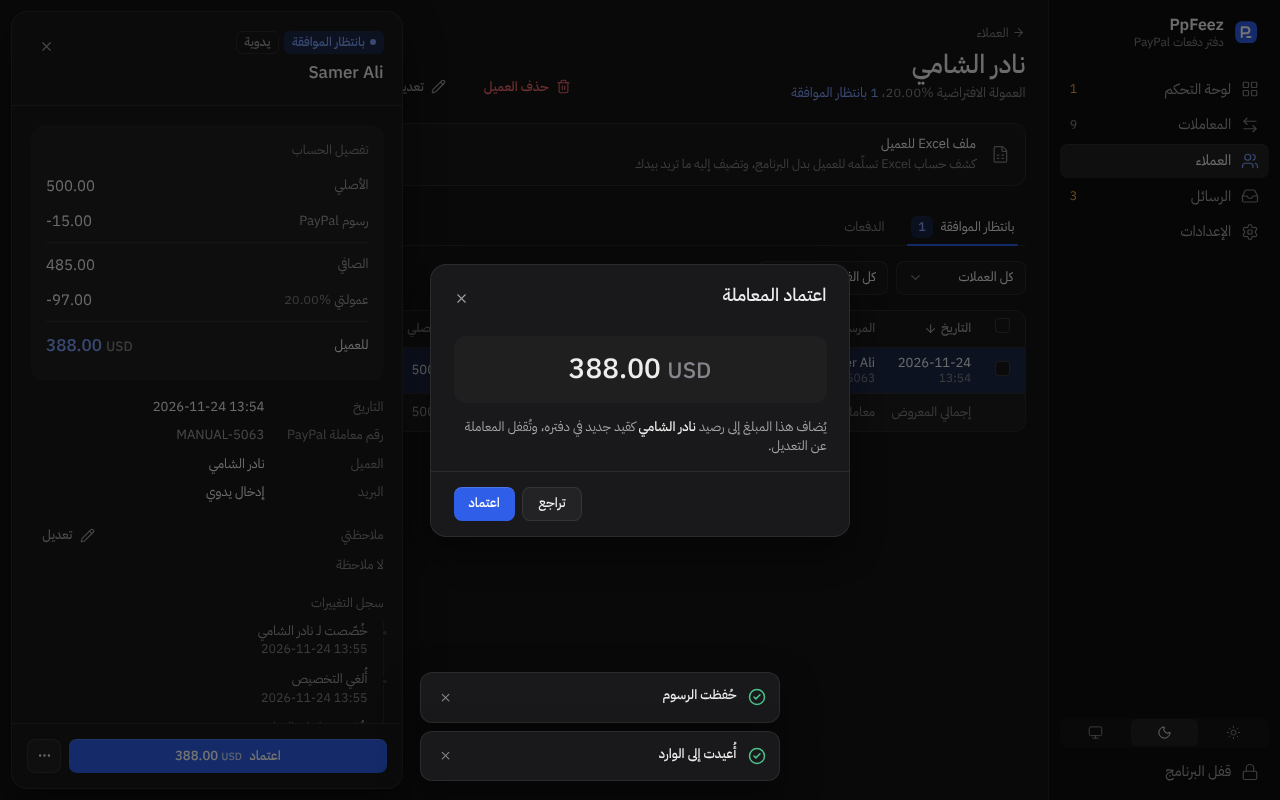 PpFeez
دفتر دفعات PayPal
لوحة التحكم 1
المعاملات 9
العملاء
الرسائل 3
الإعدادات
قفل البرنامج
العملاء
نادر الشامي
العمولة الافتراضية %20.00، 1 بانتظار الموافقة
حذف العميل
ملف Excel للعميل
كشف حساب Excel تسلّمه للعميل بدل البرنامج، وتضيف إليه ما تريد بيدك
بانتظار الموافقة 1
الدفعات
كل العملات
التاريخ
2026-11-24
13:54
إجمالي المعروض
اعتماد المعاملة
388.00 USD
يُضاف هذا المبلغ إلى رصيد نادر الشامي كقيد جديد في دفتره، وتُقفل المعاملة
عن التعديل.
تراجع
اعتماد
حُفظت الرسوم
أُعيدت إلى الوارد
بانتظار الموافقة
يدوية
Samer Ali
تفصيل الحساب
الأصلي 500.00
رسوم PayPal -15.00
الصافي 485.00
عمولتي %20.00 -97.00
للعميل 388.00 USD
التاريخ 2026-11-24 13:54
رقم معاملة PayPal MANUAL-5063
العميل نادر الشامي
البريد إدخال يدوي
ملاحظتي تعديل
لا ملاحظة
سجل التغييرات
خُصّصت لـ نادر الشامي
2026-11-24 13:55
أُلغي التخصيص
2026-11-24 13:55
اعتماد 388.00 USD